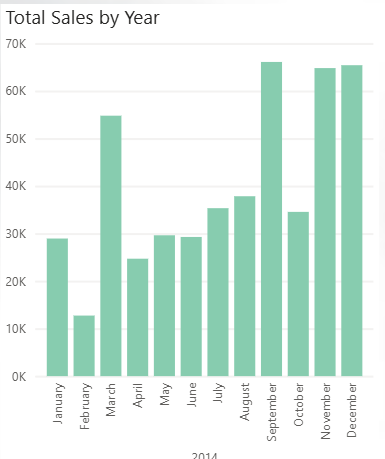 Total Sales by Year
70K
60K
50K
40K
30K
20K
10K
0K
January
February
March
April
May
June
July
August
September
October
November
December
2014